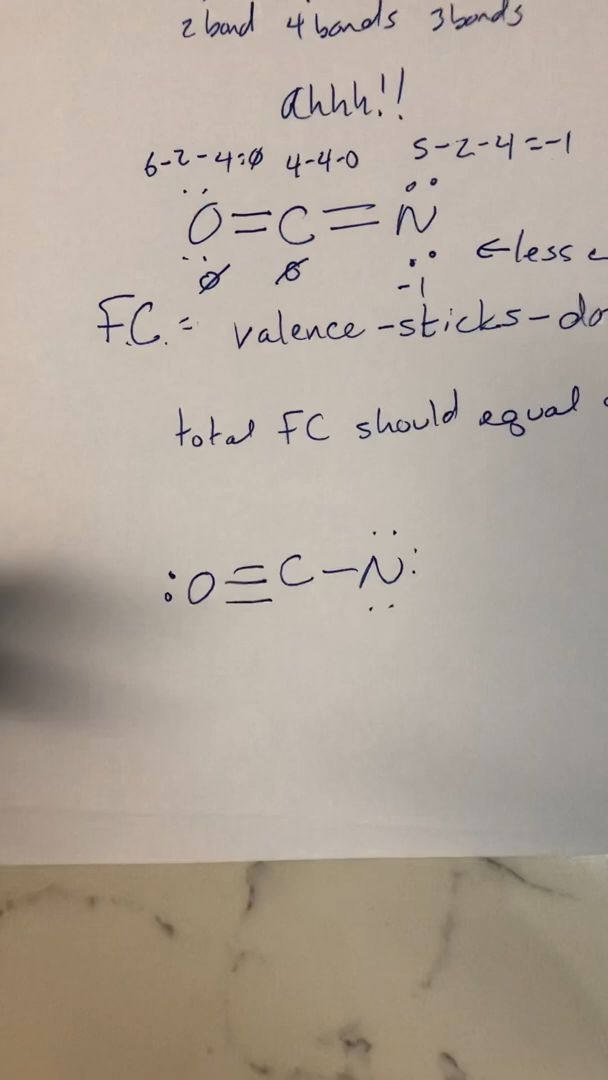 2 bond 4 bonds 3 bonds
ahhh!!
6-2-4=0 4-4-0 5-2-4=-1
O=C=N
←less
0 0 -1
F.C.= valence-sticks-do
total FC should equal
:O≡C-N: